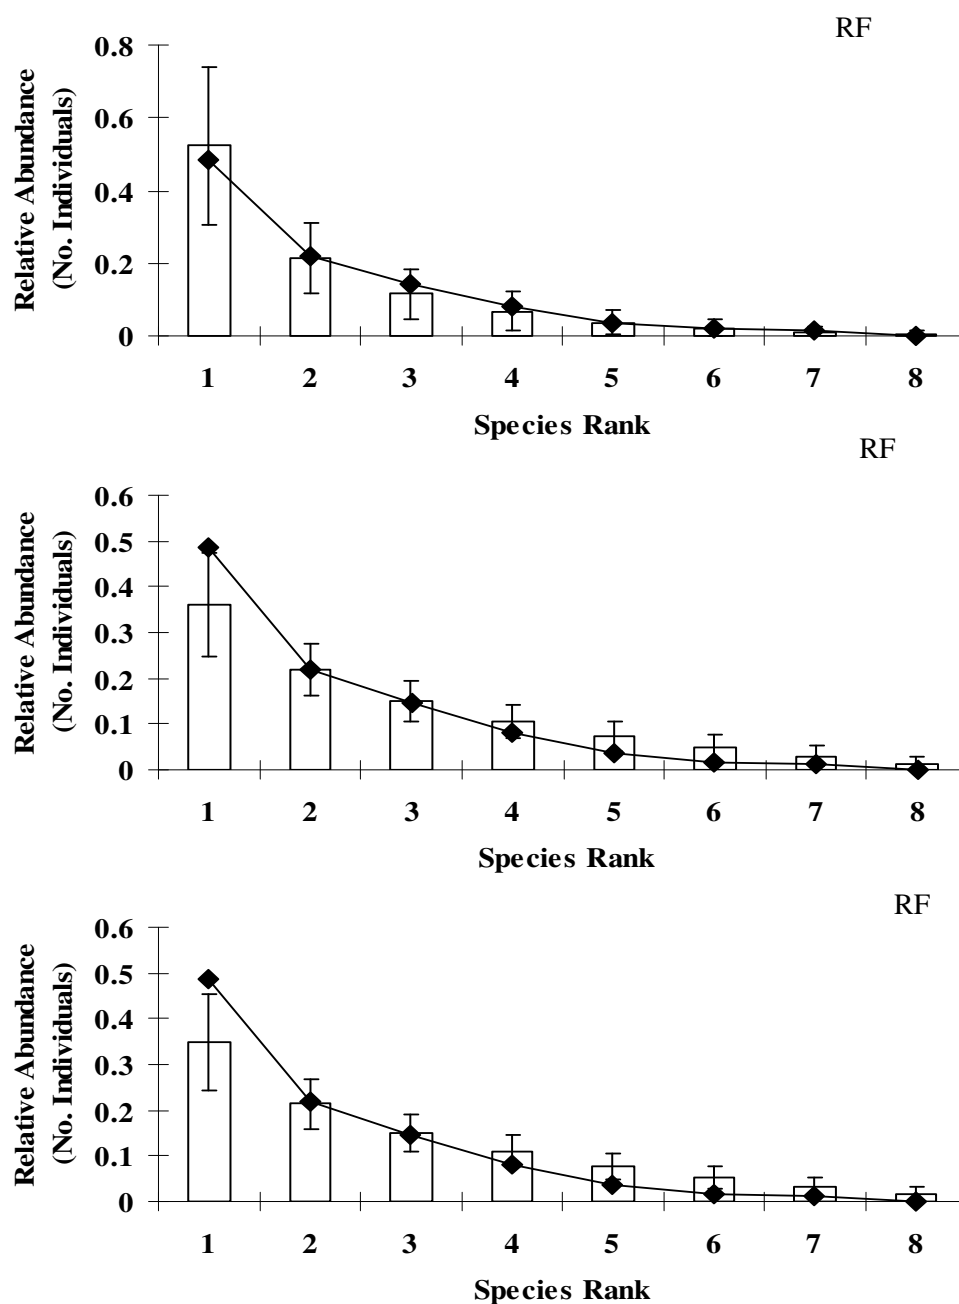 RF
Relative Abundance
(No. Individuals)
0.8
0.6
0.4
0.2
0
1 2 3 4 5 6 7 8
Species Rank
RF
Relative Abundance
(No. Individuals)
0.6
0.5
0.4
0.3
0.2
0.1
0
1 2 3 4 5 6 7 8
Species Rank
RF
Relative Abundance
(No. Individuals)
0.6
0.5
0.4
0.3
0.2
0.1
0
1 2 3 4 5 6 7 8
Species Rank